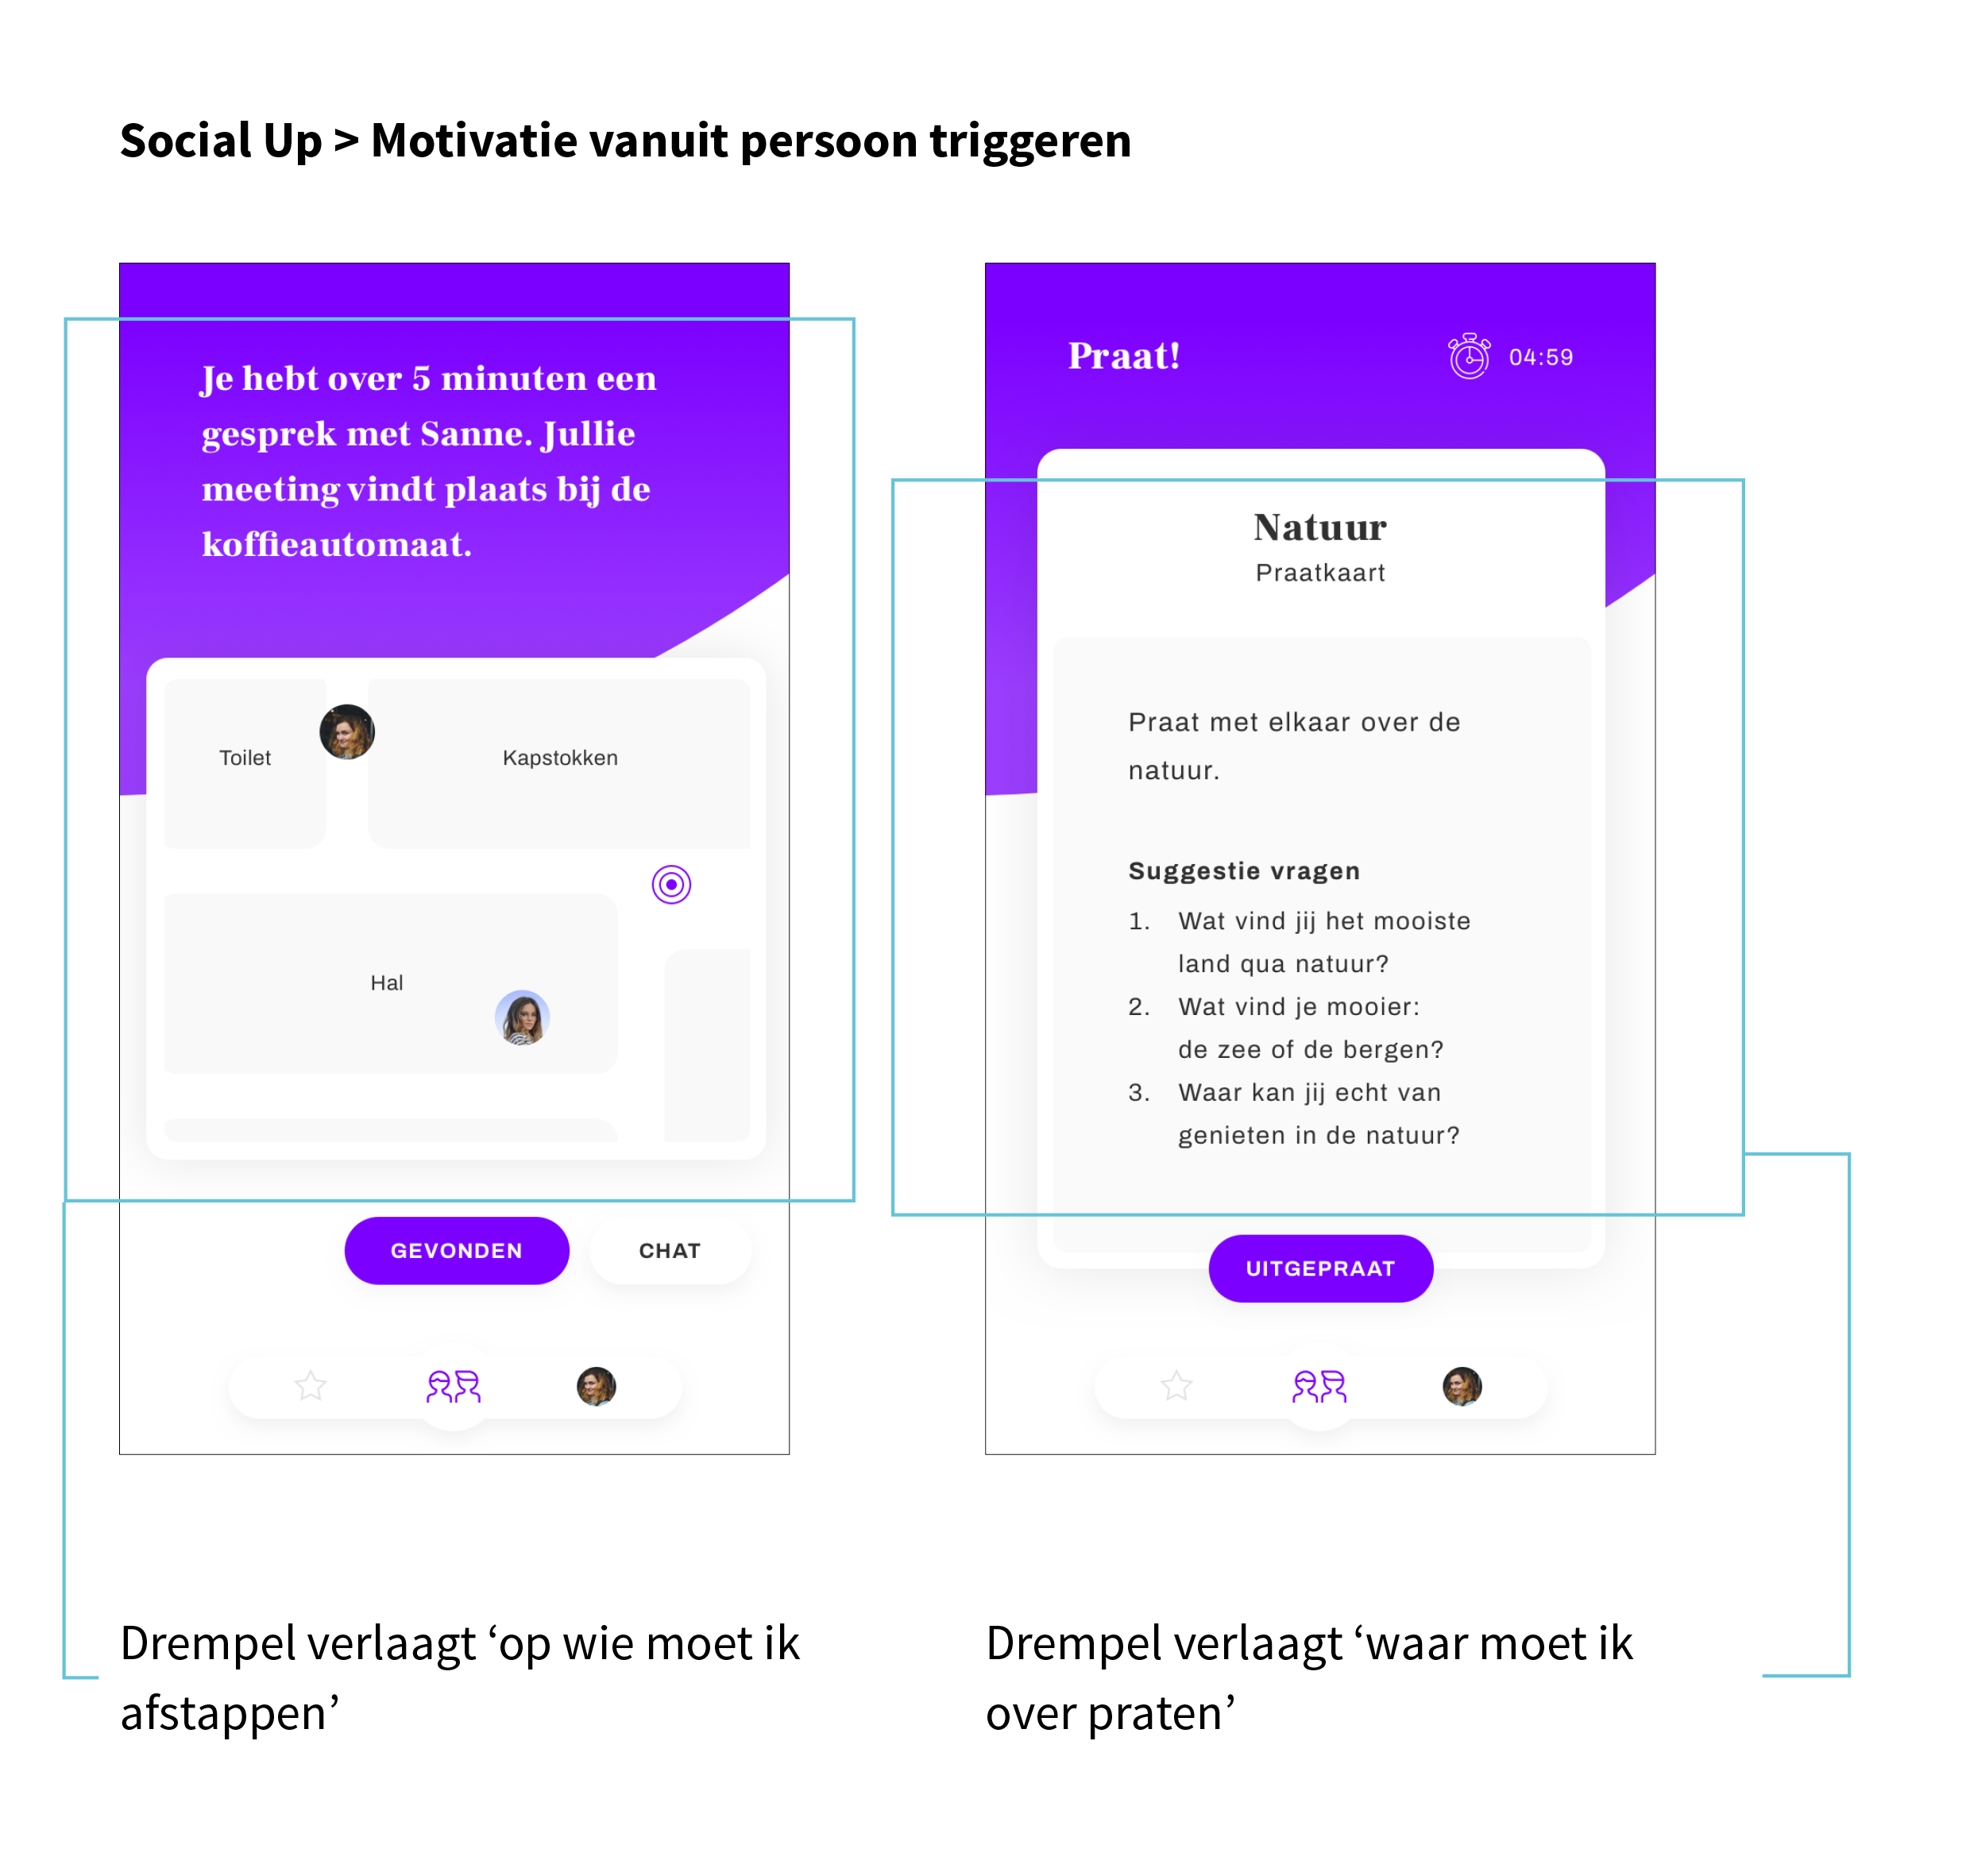 Social Up > Motivatie vanuit persoon triggeren
Je hebt over 5 minuten een
gesprek met Sanne. Jullie
meeting vindt plaats bij de
koffieautomaat.
Toilet
Kapstokken
Hal
GEVONDEN
CHAT
Drempel verlaagt ‘op wie moet ik
afstappen’
Praat!
04:59
Natuur
Praatkaart
Praat met elkaar over de
natuur.
Suggestie vragen
1. Wat vind jij het mooiste
land qua natuur?
2. Wat vind je mooier:
de zee of de bergen?
3. Waar kan jij echt van
genieten in de natuur?
UITGEPRAAT
Drempel verlaagt ‘waar moet ik
over praten’